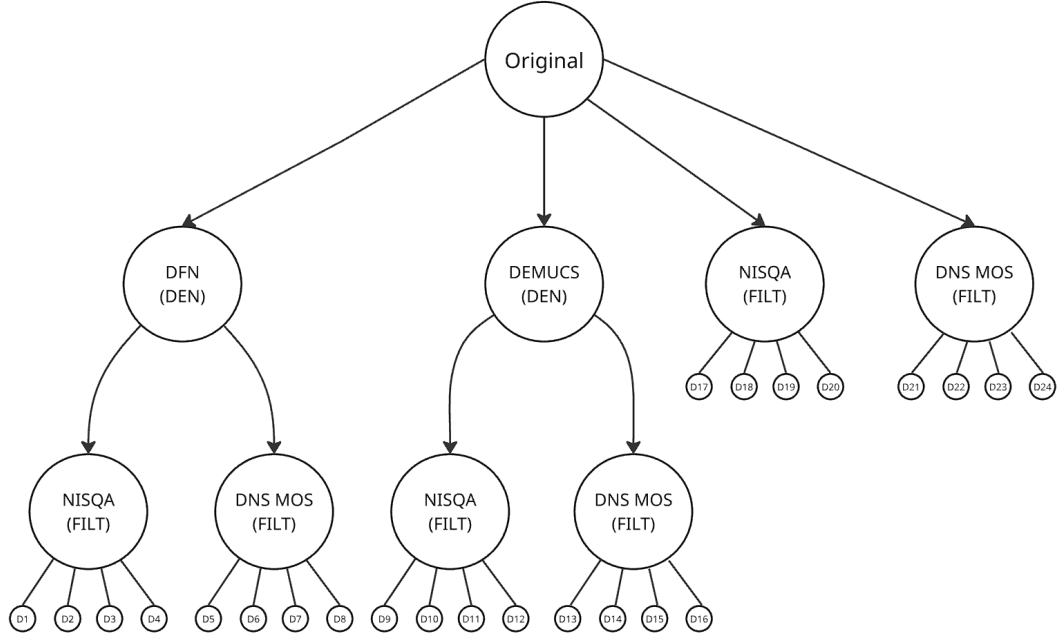 Original
DFN
(DEN)
DEMUCS
(DEN)
NISQA
(FILT)
DNS MOS
(FILT)
D17
D18
D19
D20
D21
D22
D23
D24
NISQA
(FILT)
DNS MOS
(FILT)
NISQA
(FILT)
DNS MOS
(FILT)
D1
D2
D3
D4
D5
D6
D7
D8
D9
D10
D11
D12
D13
D14
D15
D16